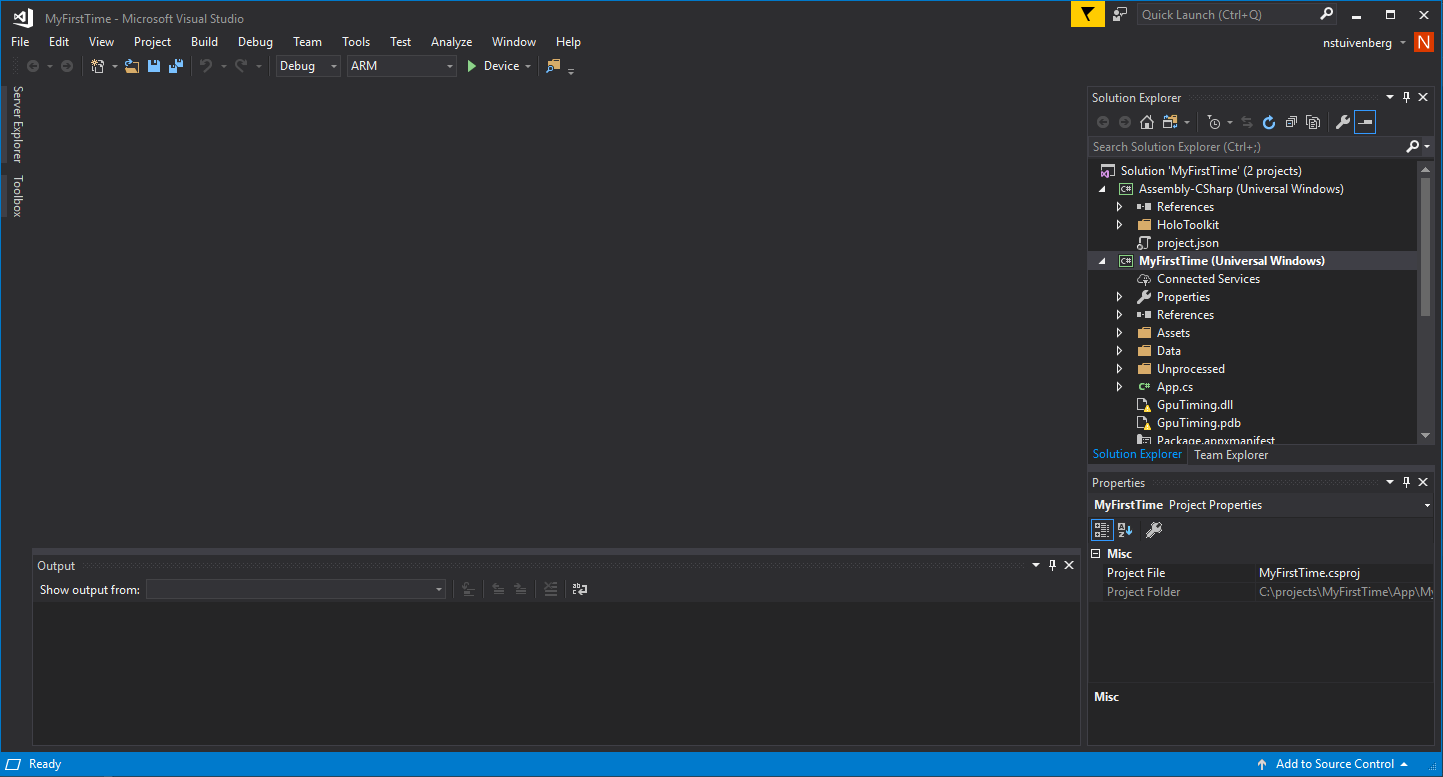 MyFirstTime - Microsoft Visual Studio
Quick Launch (Ctrl+Q)
File Edit View Project Build Debug Team Tools Test Analyze Window Help
nstuivenberg N
Debug ARM Device
Server Explorer
Toolbox
Solution Explorer
Search Solution Explorer (Ctrl+;)
Solution 'MyFirstTime' (2 projects)
C# Assembly-CSharp (Universal Windows)
References
HoloToolkit
project.json
C# MyFirstTime (Universal Windows)
Connected Services
Properties
References
Assets
Data
Unprocessed
C# App.cs
GpuTiming.dll
GpuTiming.pdb
Package.appxmanifest
Solution Explorer Team Explorer
Properties
MyFirstTime Project Properties
Misc
Project File MyFirstTime.csproj
Project Folder C:\projects\MyFirstTime\App\My
Misc
Output
Show output from:
Ready
Add to Source Control